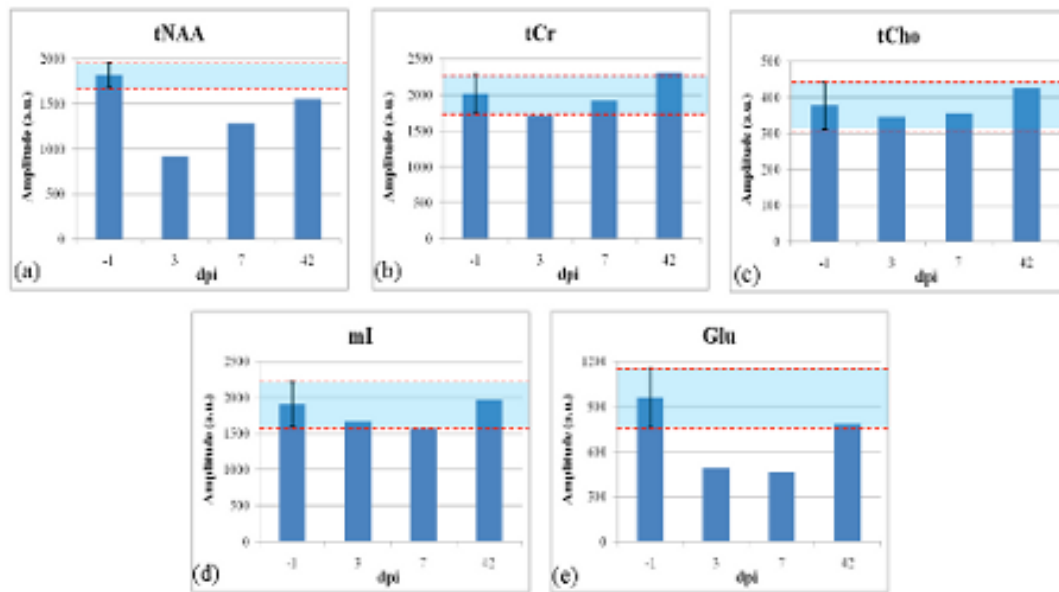 tNAA
Amplitude (a.u.)
2000
1500
1000
500
0
-1 3 7 42
dpi
(a)
tCr
Amplitude (a.u.)
2500
2000
1500
1000
500
0
-1 3 7 42
dpi
(b)
tCho
Amplitude (a.u.)
500
400
300
200
100
0
-1 3 7 42
dpi
(c)
mI
Amplitude (a.u.)
2500
2000
1500
1000
500
0
-1 3 7 42
dpi
(d)
Glu
Amplitude (a.u.)
1200
900
600
300
0
-1 3 7 42
dpi
(e)